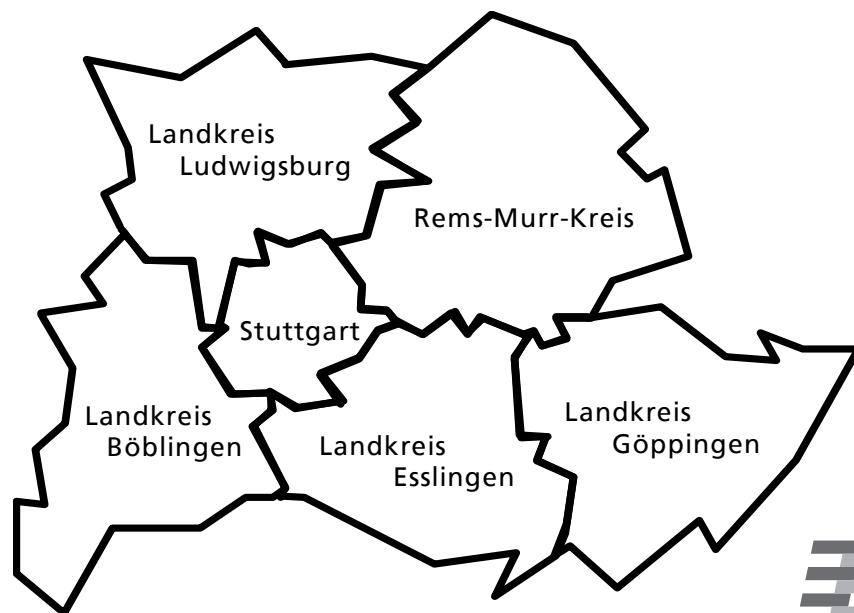 Landkreis
Ludwigsburg
Rems-Murr-Kreis
Stuttgart
Landkreis
Böblingen
Landkreis
Esslingen
Landkreis
Göppingen